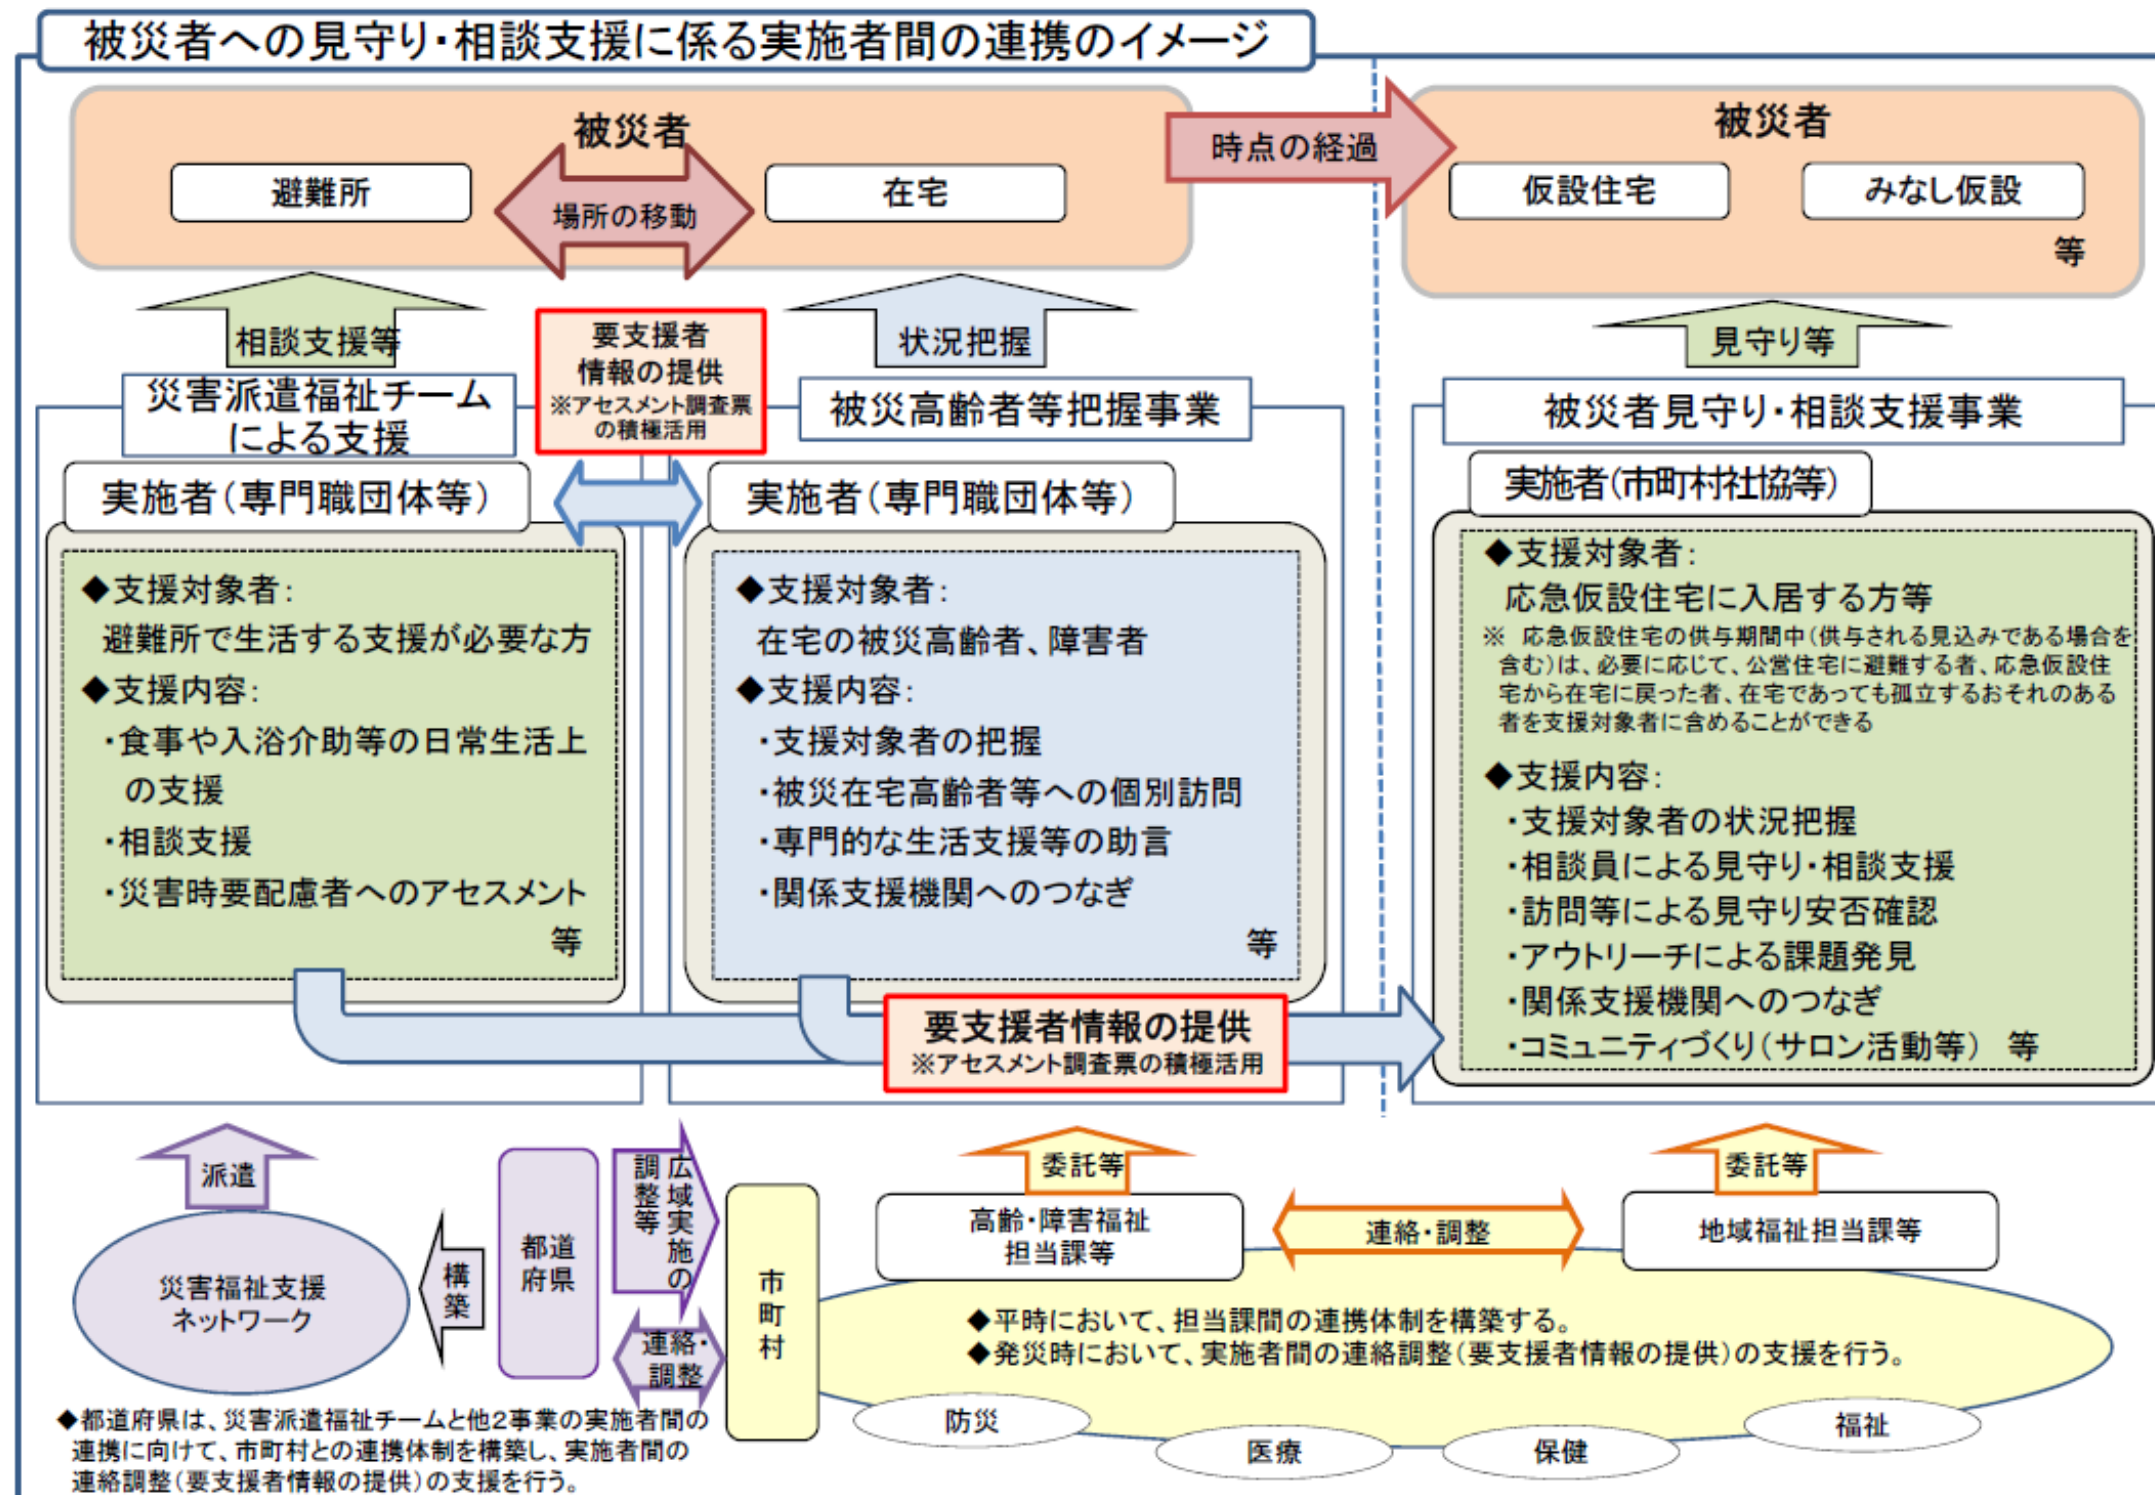 被災者への見守り・相談支援に係る実施者間の連携のイメージ
被災者
避難所
場所の移動
在宅
時点の経過
被災者
仮設住宅
みなし仮設
等
相談支援等
要支援者
情報の提供
※アセスメント調査票
の積極活用
状況把握
見守り等
災害派遣福祉チーム
による支援
被災高齢者等把握事業
被災者見守り・相談支援事業
実施者(専門職団体等)
◆支援対象者:
避難所で生活する支援が必要な方
◆支援内容:
・食事や入浴介助等の日常生活上
の支援
・相談支援
・災害時要配慮者へのアセスメント
等
実施者(専門職団体等)
◆支援対象者:
在宅の被災高齢者、障害者
◆支援内容:
・支援対象者の把握
・被災在宅高齢者等への個別訪問
・専門的な生活支援等の助言
・関係支援機関へのつなぎ
等
実施者(市町村社協等)
◆支援対象者:
応急仮設住宅に入居する方等
※ 応急仮設住宅の供与期間中(供与される見込みである場合を
含む)は、必要に応じて、公営住宅に避難する者、応急仮設住
宅から在宅に戻った者、在宅であっても孤立するおそれのある
者を支援対象者に含めることができる
◆支援内容:
・支援対象者の状況把握
・相談員による見守り・相談支援
・訪問等による見守り安否確認
・アウトリーチによる課題発見
・関係支援機関へのつなぎ
・コミュニティづくり(サロン活動等) 等
要支援者情報の提供
※アセスメント調査票の積極活用
派遣
災害福祉支援
ネットワーク
構築
都道
府県
広域実施の
調整等
連絡・
調整
市町村
委託等
高齢・障害福祉
担当課等
連絡・調整
委託等
地域福祉担当課等
◆平時において、担当課間の連携体制を構築する。
◆発災時において、実施者間の連絡調整(要支援者情報の提供)の支援を行う。
防災
医療
保健
福祉
◆都道府県は、災害派遣福祉チームと他2事業の実施者間の
連携に向けて、市町村との連携体制を構築し、実施者間の
連絡調整(要支援者情報の提供)の支援を行う。